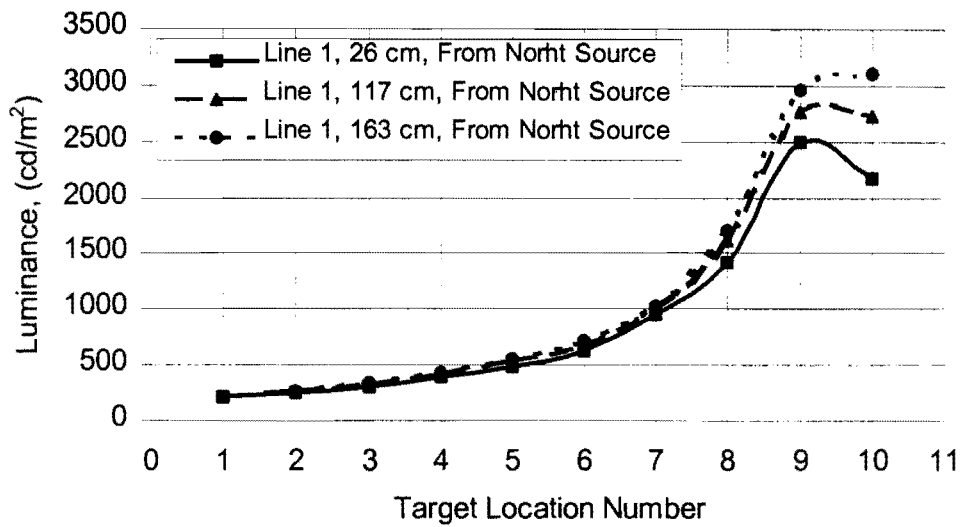 Luminance, (cd/m²)
3500
3000
2500
2000
1500
1000
500
0
Line 1, 26 cm, From Norht Source
Line 1, 117 cm, From Norht Source
Line 1, 163 cm, From Norht Source
0 1 2 3 4 5 6 7 8 9 10 11
Target Location Number